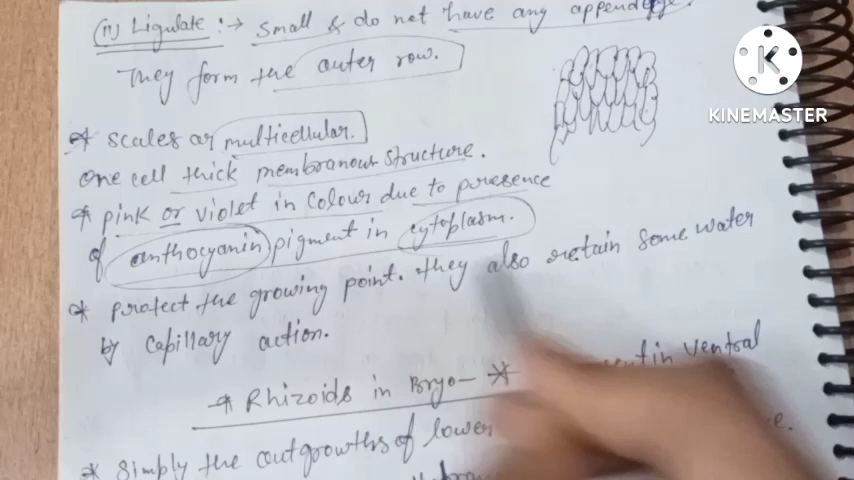 (ii) Ligulate :→ Small & do not have any appendage.
They form the outer row.
* Scales are multicellular.
One cell thick membranous structure.
* pink or violet in colour due to presence
of anthocyanin pigment in cytoplasm.
* protect the growing point. They also retain some water
by capillary action.
* Rhizoids in Bryo- * in ventral
* Simply the outgrowths of lower
K
KINEMASTER